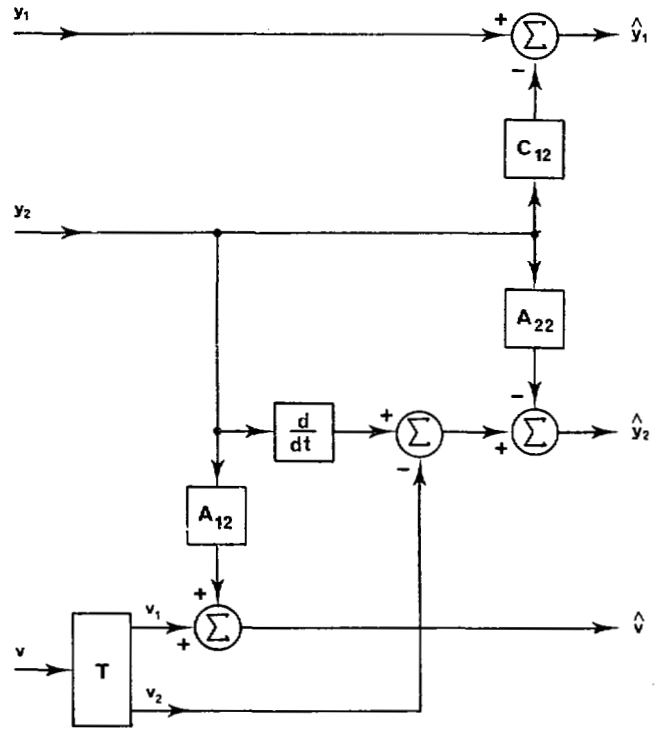 y₁
+
Σ
ŷ₁
−
C₁₂
y₂
A₂₂
−
d
dt
+
Σ
+
Σ
ŷ₂
−
A₁₂
+
v₁
+
Σ
v̂
v
T
v₂